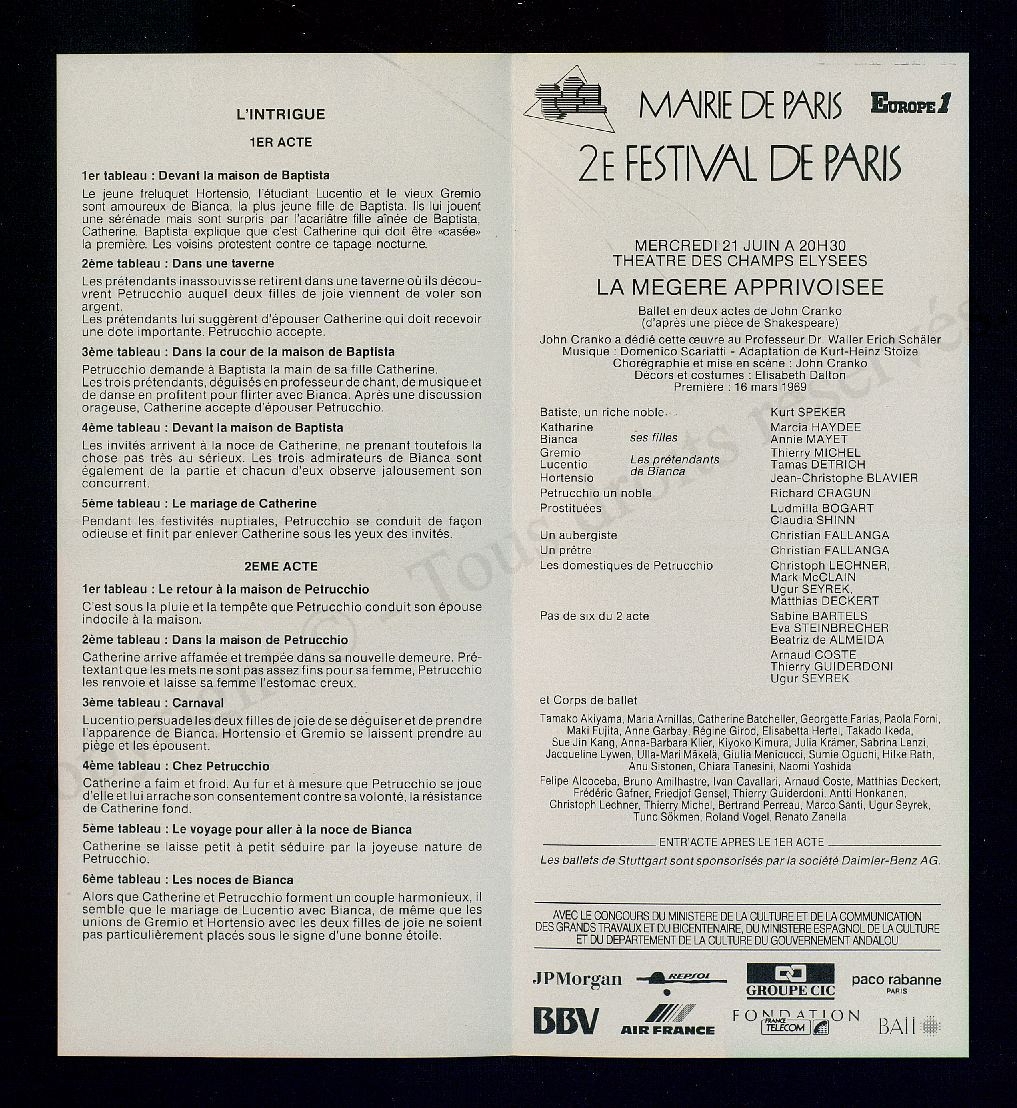 L'INTRIGUE
1ER ACTE
1er tableau : Devant la maison de Baptista
Le jeune freluquet Hortensio, l'étudiant Lucentio et le vieux Gremio
sont amoureux de Bianca, la plus jeune fille de Baptista. Ils lui jouent
une sérénade mais sont surpris par l'acariâtre fille aînée de Baptista,
Catherine. Baptista explique que c'est Catherine qui doit être «casée»
la première. Les voisins protestent contre ce tapage nocturne.
2ème tableau : Dans une taverne
Les prétendants inassouvis se retirent dans une taverne où ils décou-
vrent Petrucchio auquel deux filles de joie viennent de voler son
argent.
Les prétendants lui suggèrent d'épouser Catherine qui doit recevoir
une dote importante. Petrucchio accepte.
3ème tableau : Dans la cour de la maison de Baptista
Petrucchio demande à Baptista la main de sa fille Catherine.
Les trois prétendants, déguisés en professeur de chant, de musique et
de danse en profitent pour flirter avec Bianca. Après une discussion
orageuse, Catherine accepte d'épouser Petrucchio.
4ème tableau : Devant la maison de Baptista
Les invités arrivent à la noce de Catherine, ne prenant toutefois la
chose pas très au sérieux. Les trois admirateurs de Bianca sont
également de la partie et chacun d'eux observe jalousement son
concurrent.
5ème tableau : Le mariage de Catherine
Pendant les festivités nuptiales, Petrucchio se conduit de façon
odieuse et finit par enlever Catherine sous les yeux des invités.
2EME ACTE
1er tableau : Le retour à la maison de Petrucchio
C'est sous la pluie et la tempête que Petrucchio conduit son épouse
indocile à la maison.
2ème tableau : Dans la maison de Petrucchio
Catherine arrive affamée et trempée dans sa nouvelle demeure. Pré-
textant que les mets ne sont pas assez fins pour sa femme, Petrucchio
les renvoie et laisse sa femme l'estomac creux.
3ème tableau : Carnaval
Lucentio persuade les deux filles de joie de se déguiser et de prendre
l'apparence de Bianca. Hortensio et Gremio se laissent prendre au
piège et les épousent.
4ème tableau : Chez Petrucchio
Catherine a faim et froid. Au fur et à mesure que Petrucchio se joue
d'elle et lui arrache son consentement contre sa volonté, la résistance
de Catherine fond.
5ème tableau : Le voyage pour aller à la noce de Bianca
Catherine se laisse petit à petit séduire par la joyeuse nature de
Petrucchio.
6ème tableau : Les noces de Bianca
Alors que Catherine et Petrucchio forment un couple harmonieux, il
semble que le mariage de Lucentio avec Bianca, de même que les
unions de Gremio et Hortensio avec les deux filles de joie ne soient
pas particulièrement placés sous le signe d'une bonne étoile.
MAIRIE DE PARIS EUROPE 1
2E FESTIVAL DE PARIS
MERCREDI 21 JUIN A 20H30
THEATRE DES CHAMPS ELYSEES
LA MEGERE APPRIVOISEE
Ballet en deux actes de John Cranko
(d'après une pièce de Shakespeare)
John Cranko a dédié cette œuvre au Professeur Dr. Waller Erich Schäler
Musique : Domenico Scarlatti - Adaptation de Kurt-Heinz Stolze
Chorégraphie et mise en scène : John Cranko
Décors et costumes : Elisabeth Dalton
Première : 16 mars 1969
Batiste, un riche noble. Kurt SPEKER
Katharine Marcia HAYDEE
Bianca ses filles Annie MAYET
Gremio Thierry MICHEL
Lucentio Les prétendants Tamas DETRICH
Hortensio de Bianca Jean-Christophe BLAVIER
Petrucchio un noble Richard CRAGUN
Prostituées Ludmilla BOGART
Claudia SHINN
Un aubergiste Christian FALLANGA
Un prêtre Christian FALLANGA
Les domestiques de Petrucchio Christoph LECHNER,
Mark McCLAIN
Ugur SEYREK,
Matthias DECKERT
Pas de six du 2 acte Sabine BARTELS
Eva STEINBRECHER
Beatriz de ALMEIDA
Arnaud COSTE
Thierry GUIDERDONI
Ugur SEYREK
et Corps de ballet
Tamako Akiyama, Maria Arnillas, Catherine Batcheller, Georgette Farias, Paola Forni,
Maki Fujita, Anne Garbay, Régine Girod, Elisabetta Hertel, Takado Ikeda,
Sue Jin Kang, Anna-Barbara Klier, Kiyoko Kimura, Julia Krämer, Sabrina Lenzi,
Jacqueline Lywen, Ulla-Mari Mäkelä, Giulia Menicucci, Sumie Oguchi, Hilke Rath,
Anu Sistonen, Chiara Tanesini, Naomi Yoshida
Felipe Alcoceba, Bruno Amilhastre, Ivan Cavallari, Arnaud Coste, Matthias Deckert,
Frédéric Gafner, Friedjof Gensel, Thierry Guiderdoni, Antti Honkanen,
Christoph Lechner, Thierry Michel, Bertrand Perreau, Marco Santi, Ugur Seyrek,
Tunç Sökmen, Roland Vogel, Renato Zanella
ENTR'ACTE APRES LE 1ER ACTE
Les ballets de Stuttgart sont sponsorisés par la société Daimler-Benz AG.
AVEC LE CONCOURS DU MINISTERE DE LA CULTURE ET DE LA COMMUNICATION
DES GRANDS TRAVAUX ET DU BICENTENAIRE, DU MINISTERE ESPAGNOL DE LA CULTURE
ET DU DEPARTEMENT DE LA CULTURE DU GOUVERNEMENT ANDALOU
JPMorgan REPSOL GROUPE CIC paco rabanne
PARIS
BBV AIR FRANCE FONDATION
FRANCE TELECOM BAII
© Tous droits réservés